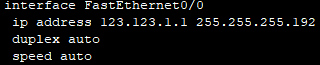 interface FastEthernet0/0
ip address 123.123.1.1 255.255.255.192
duplex auto
speed auto